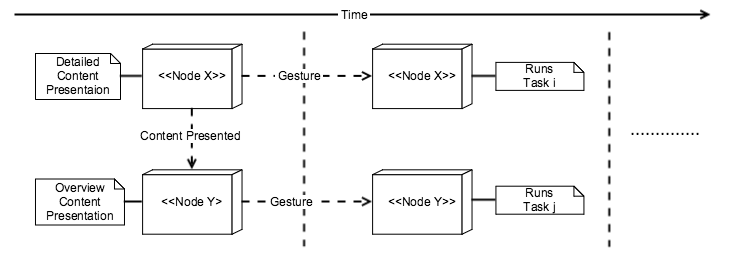 Time
Detailed
Content
Presentaion
<<Node X>>
Gesture
<<Node X>>
Runs
Task i
Content Presented
Overview
Content
Presentation
<<Node Y>
Gesture
<<Node Y>>
Runs
Task j
..............